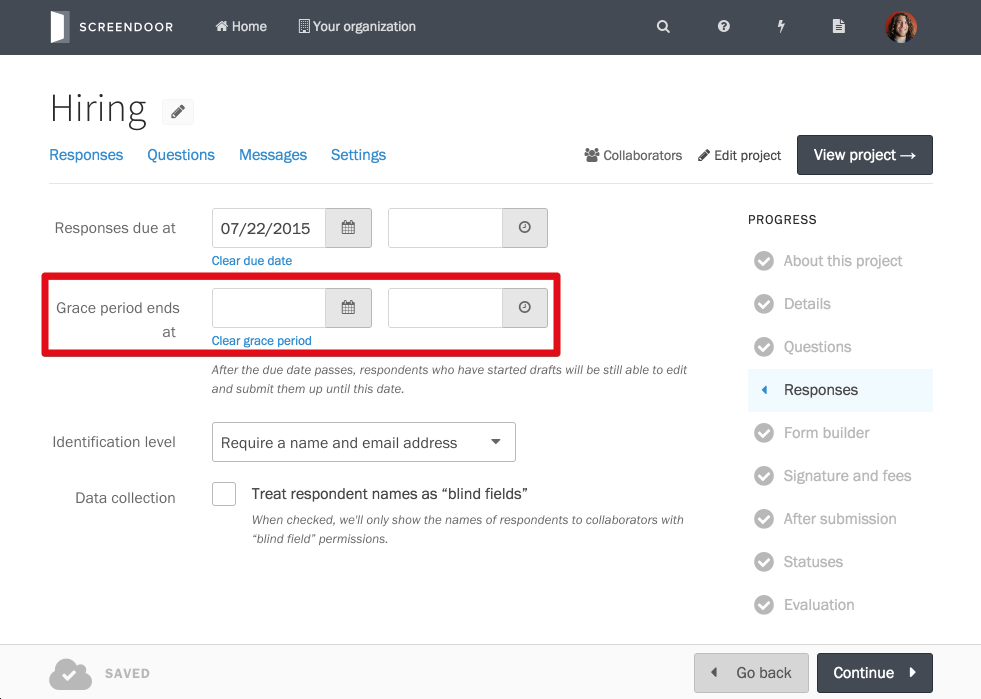 SCREENDOOR
Home
Your organization
Hiring
Responses
Questions
Messages
Settings
Collaborators
Edit project
View project →
Responses due at
07/22/2015
Clear due date
Grace period ends
at
Clear grace period
After the due date passes, respondents who have started drafts will be still able to edit
and submit them up until this date.
Identification level
Require a name and email address
Data collection
Treat respondent names as “blind fields”
When checked, we'll only show the names of respondents to collaborators with
“blind field” permissions.
PROGRESS
About this project
Details
Questions
Responses
Form builder
Signature and fees
After submission
Statuses
Evaluation
SAVED
Go back
Continue